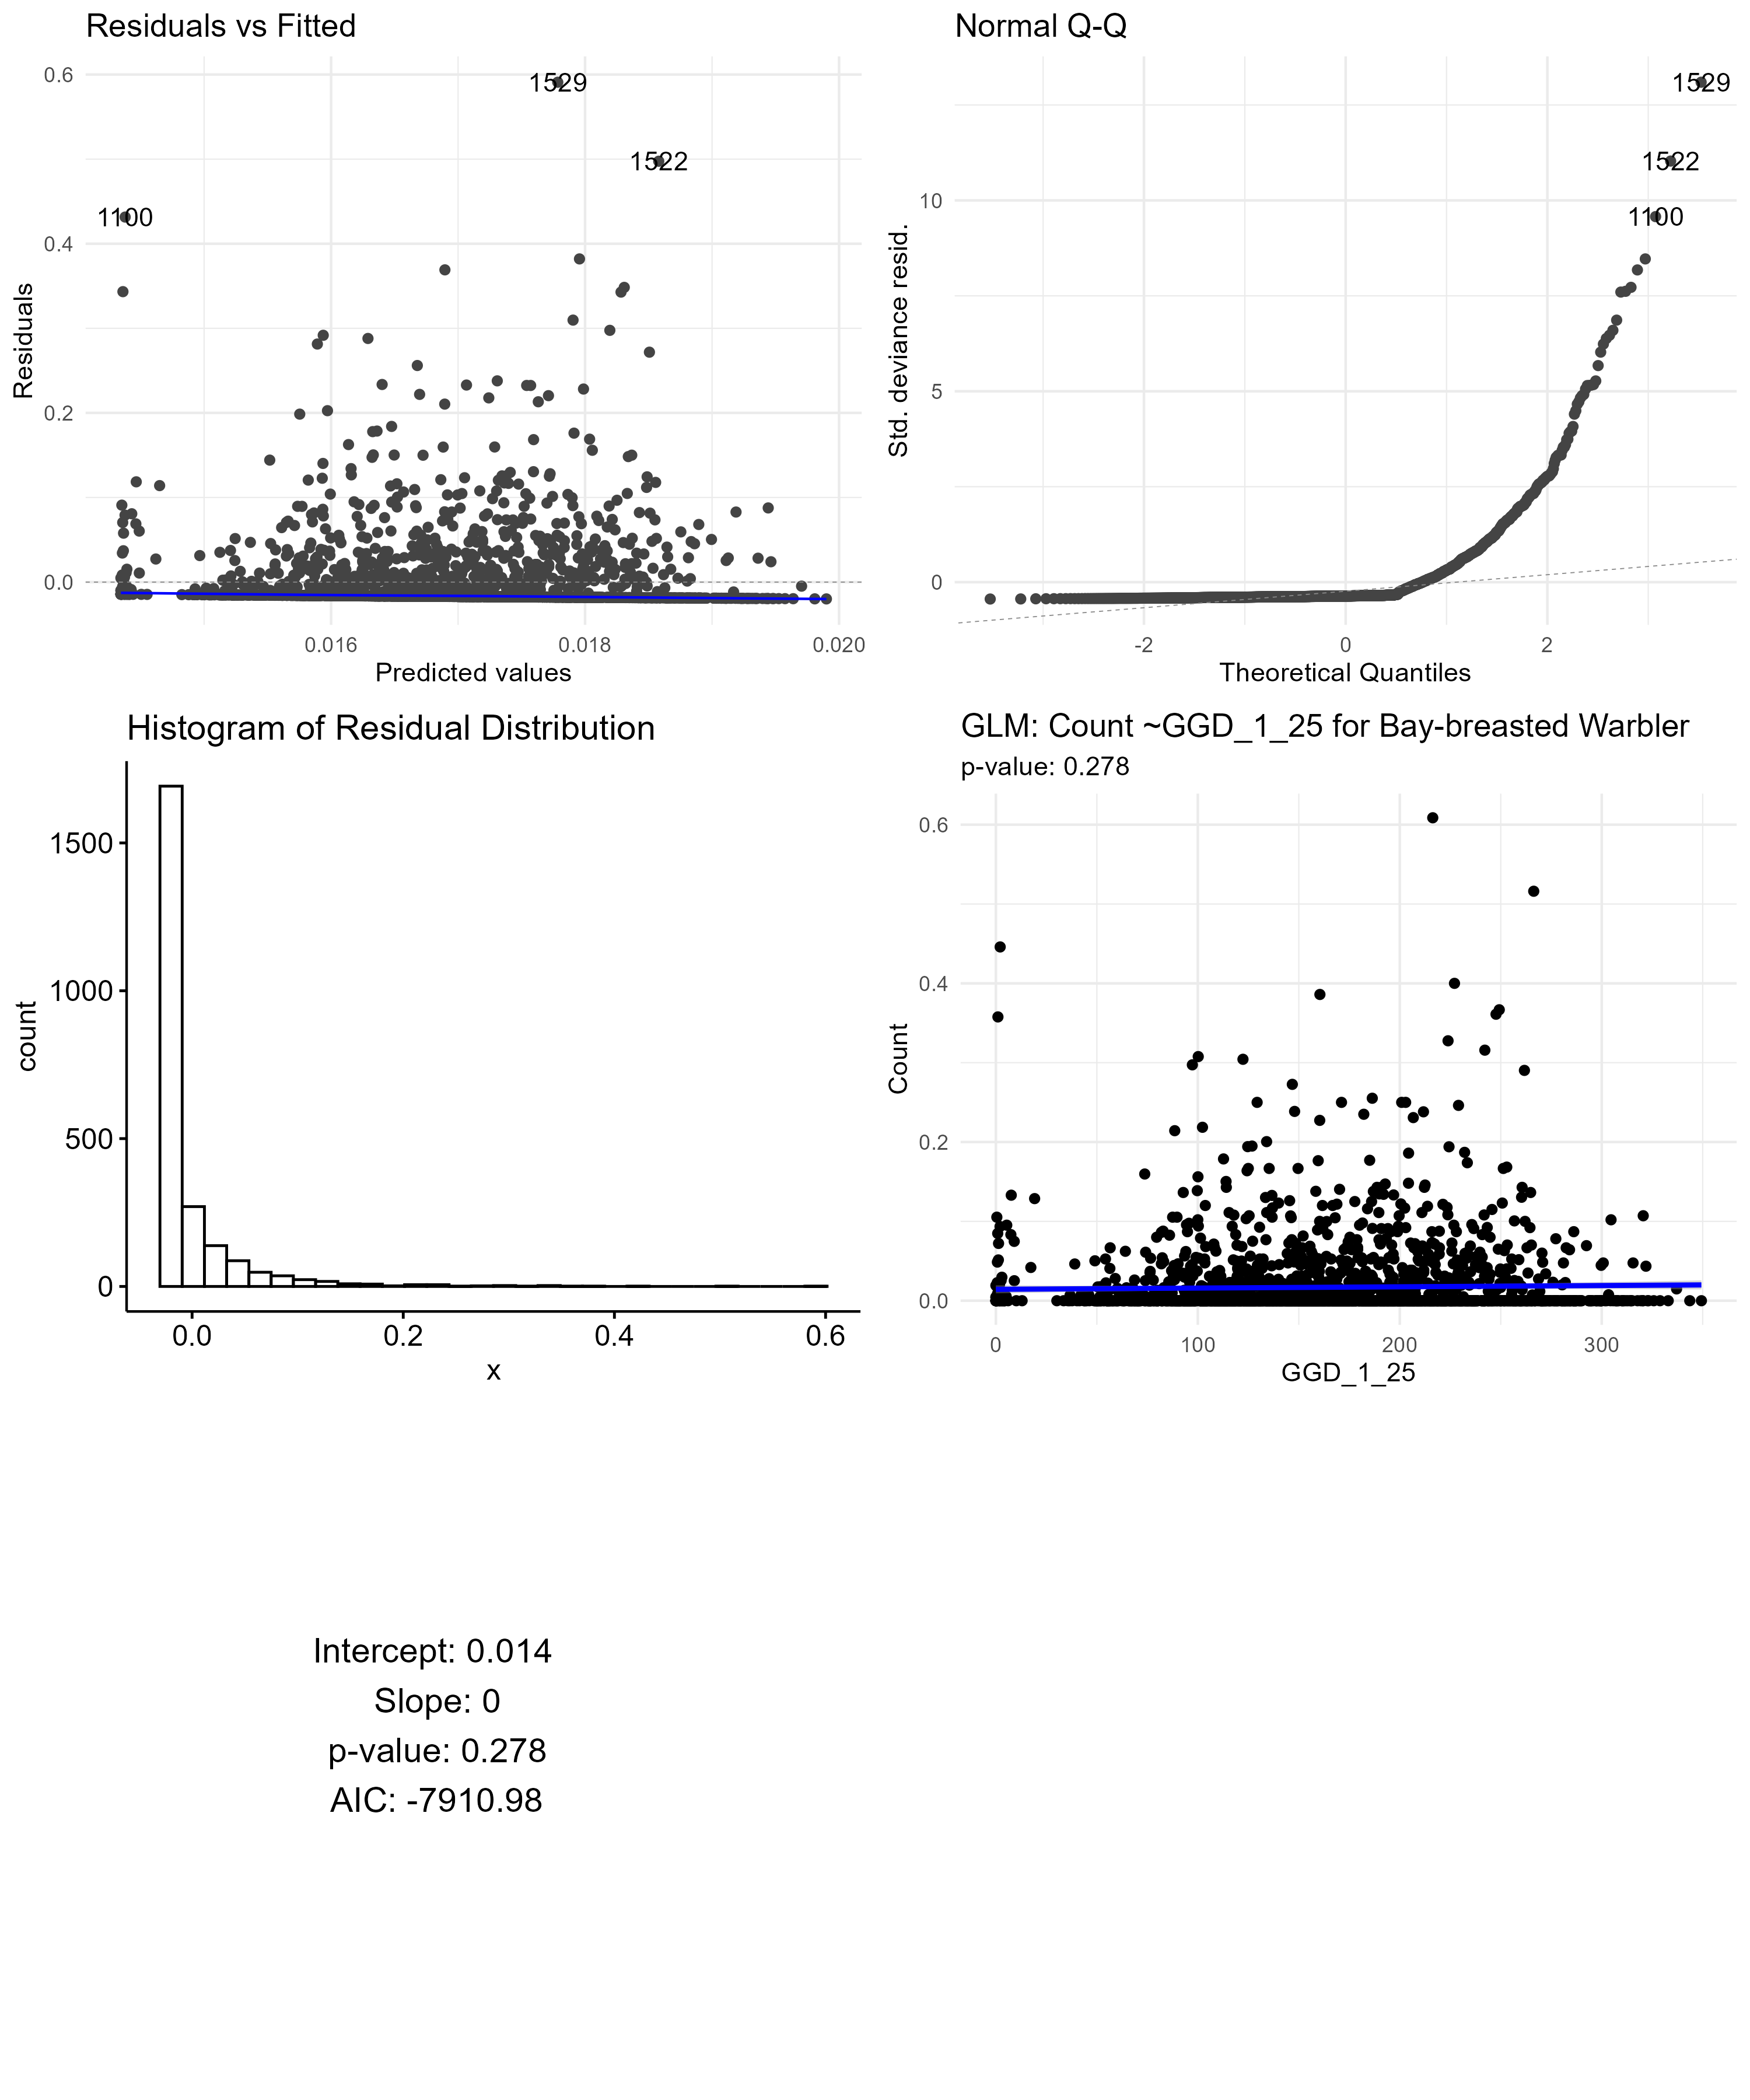 Residuals vs Fitted
0.6
0.4
0.2
0.0
Residuals
1529
1522
1100
0.016
0.018
0.020
Predicted values
Normal Q-Q
10
5
0
Std. deviance resid.
1529
1522
1100
-2
0
2
Theoretical Quantiles
Histogram of Residual Distribution
1500
1000
500
0
count
0.0
0.2
0.4
0.6
x
GLM: Count ~GGD_1_25 for Bay-breasted Warbler
p-value: 0.278
0.6
0.4
0.2
0.0
Count
0
100
200
300
GGD_1_25
Intercept: 0.014
Slope: 0
p-value: 0.278
AIC: -7910.98